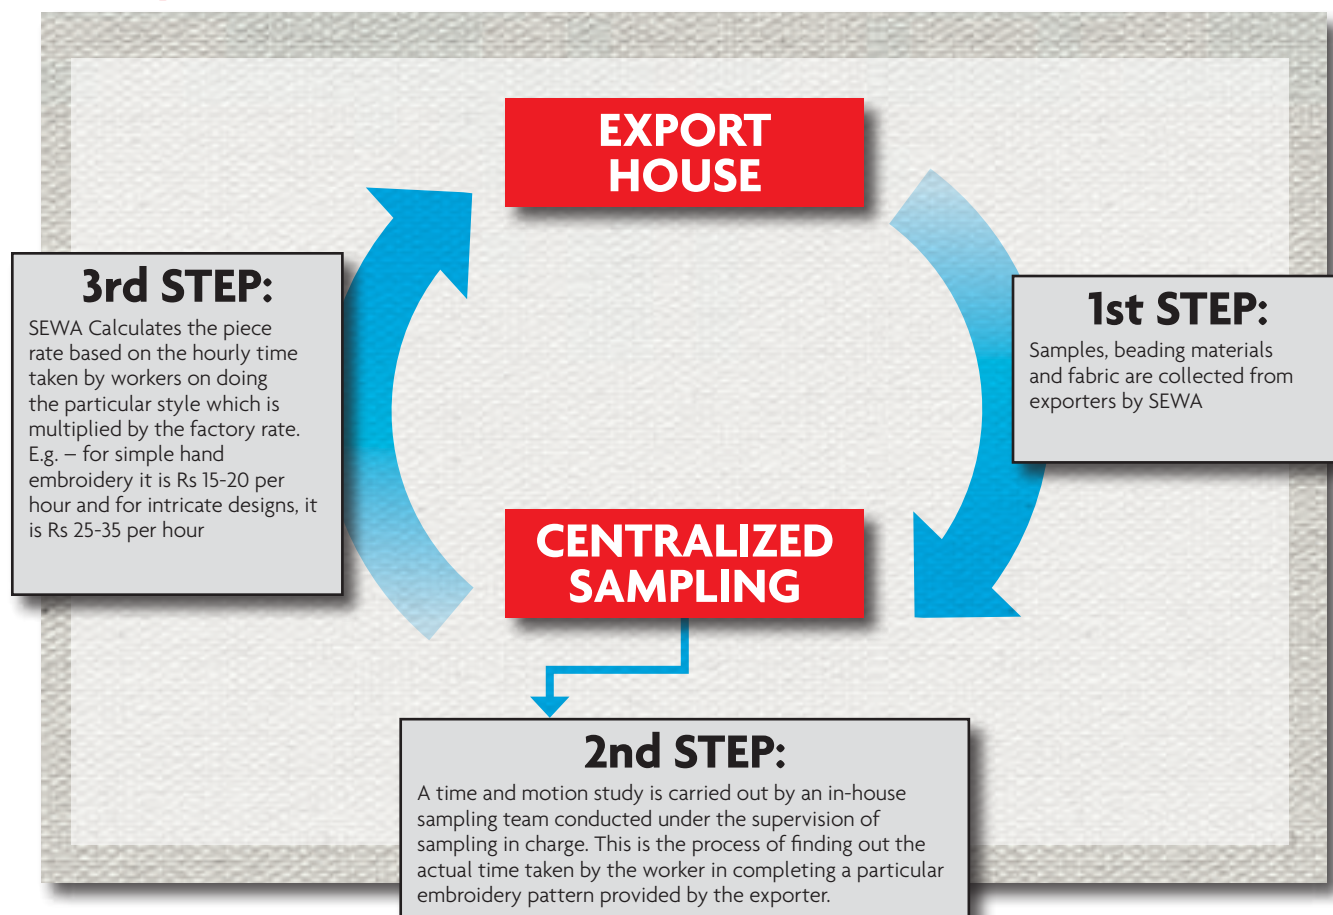 EXPORT
HOUSE
1st STEP:
Samples, beading materials
and fabric are collected from
exporters by SEWA
CENTRALIZED
SAMPLING
2nd STEP:
A time and motion study is carried out by an in-house
sampling team conducted under the supervision of
sampling in charge. This is the process of finding out the
actual time taken by the worker in completing a particular
embroidery pattern provided by the exporter.
3rd STEP:
SEWA Calculates the piece
rate based on the hourly time
taken by workers on doing
the particular style which is
multiplied by the factory rate.
E.g. – for simple hand
embroidery it is Rs 15-20 per
hour and for intricate designs, it
is Rs 25-35 per hour